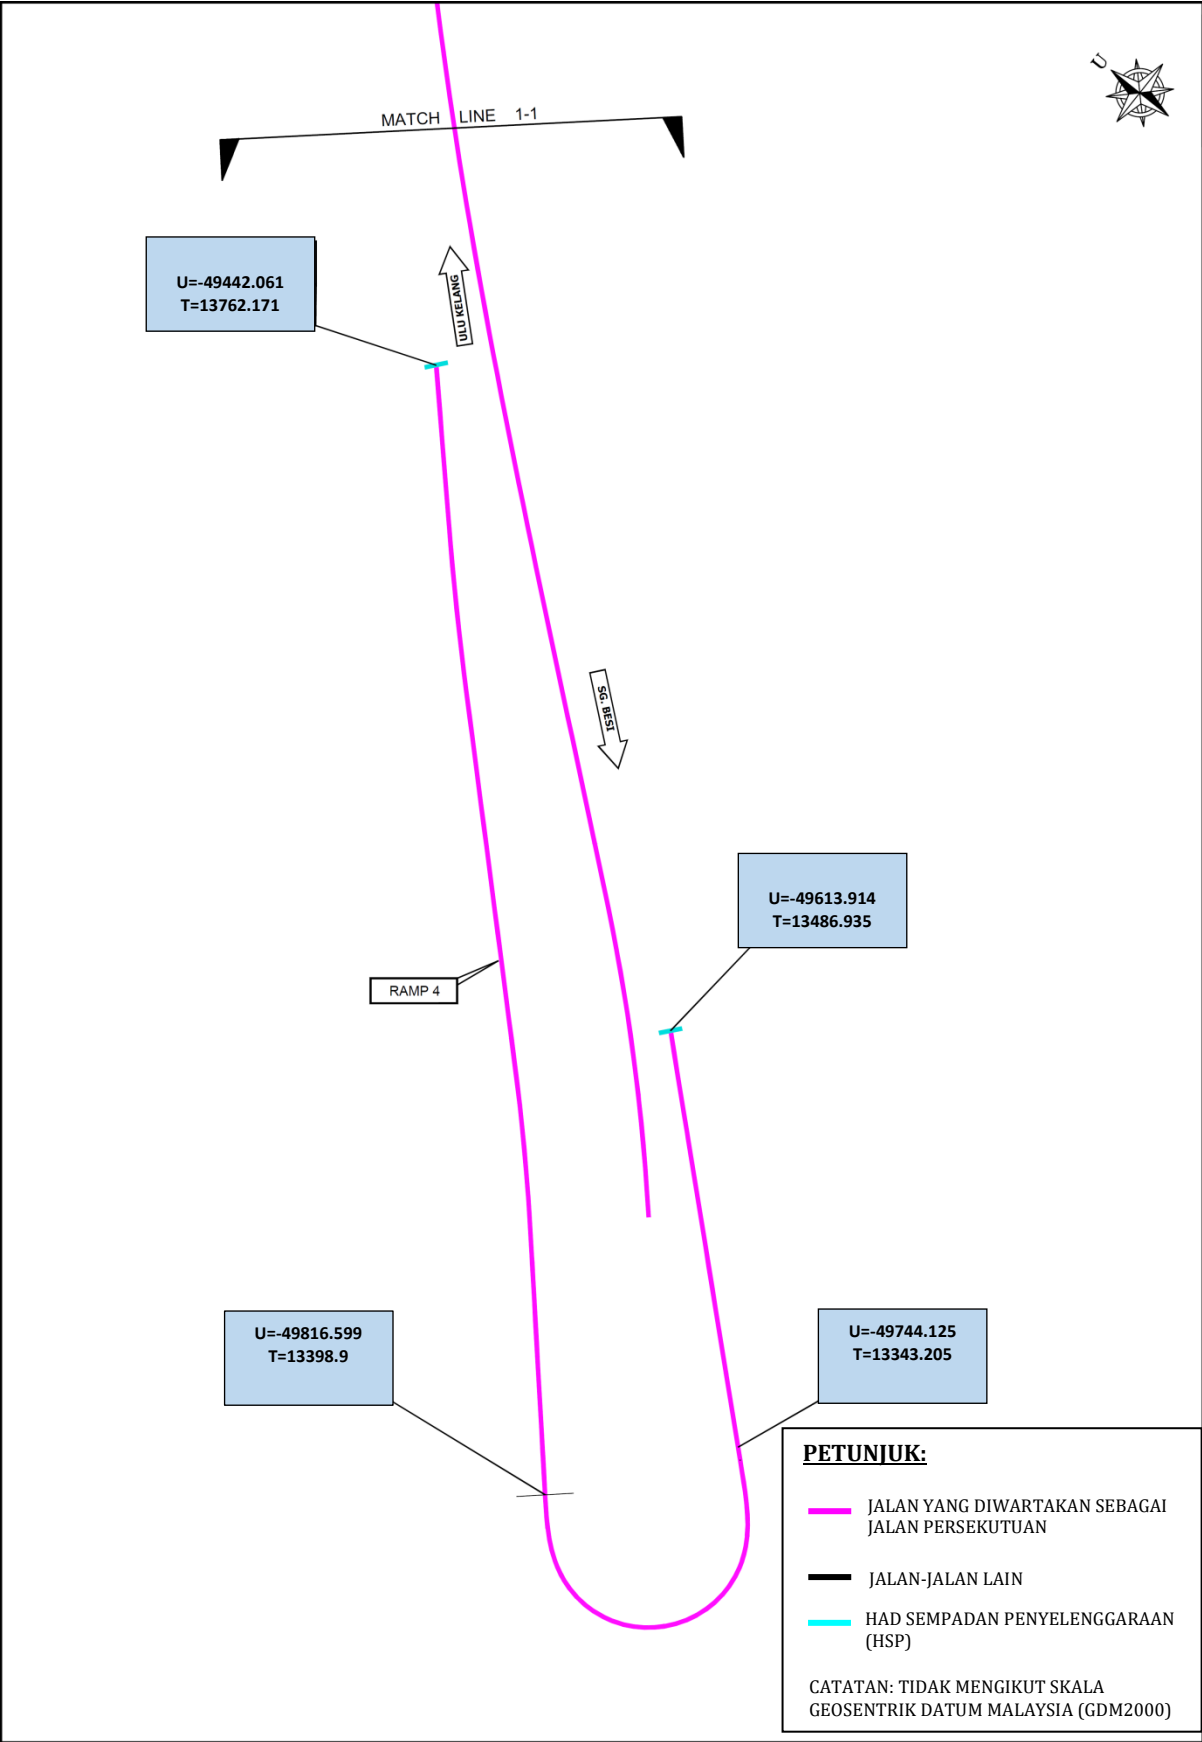 U
MATCH LINE 1-1
U=-49442.061
T=13762.171
ULU KELANG
SG. BESI
U=-49613.914
T=13486.935
RAMP 4
U=-49816.599
T=13398.9
U=-49744.125
T=13343.205
PETUNJUK:
JALAN YANG DIWARTAKAN SEBAGAI
JALAN PERSEKUTUAN
JALAN-JALAN LAIN
HAD SEMPADAN PENYELENGGARAAN
(HSP)
CATATAN: TIDAK MENGIKUT SKALA
GEOSENTRIK DATUM MALAYSIA (GDM2000)